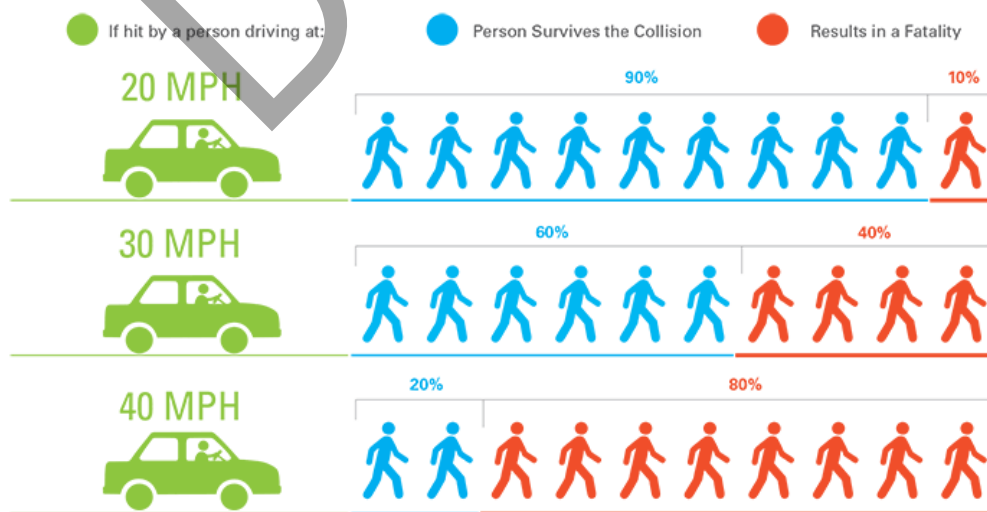 If hit by a person driving at: Person Survives the Collision Results in a Fatality
20 MPH 90% 10%
30 MPH 60% 40%
40 MPH 20% 80%